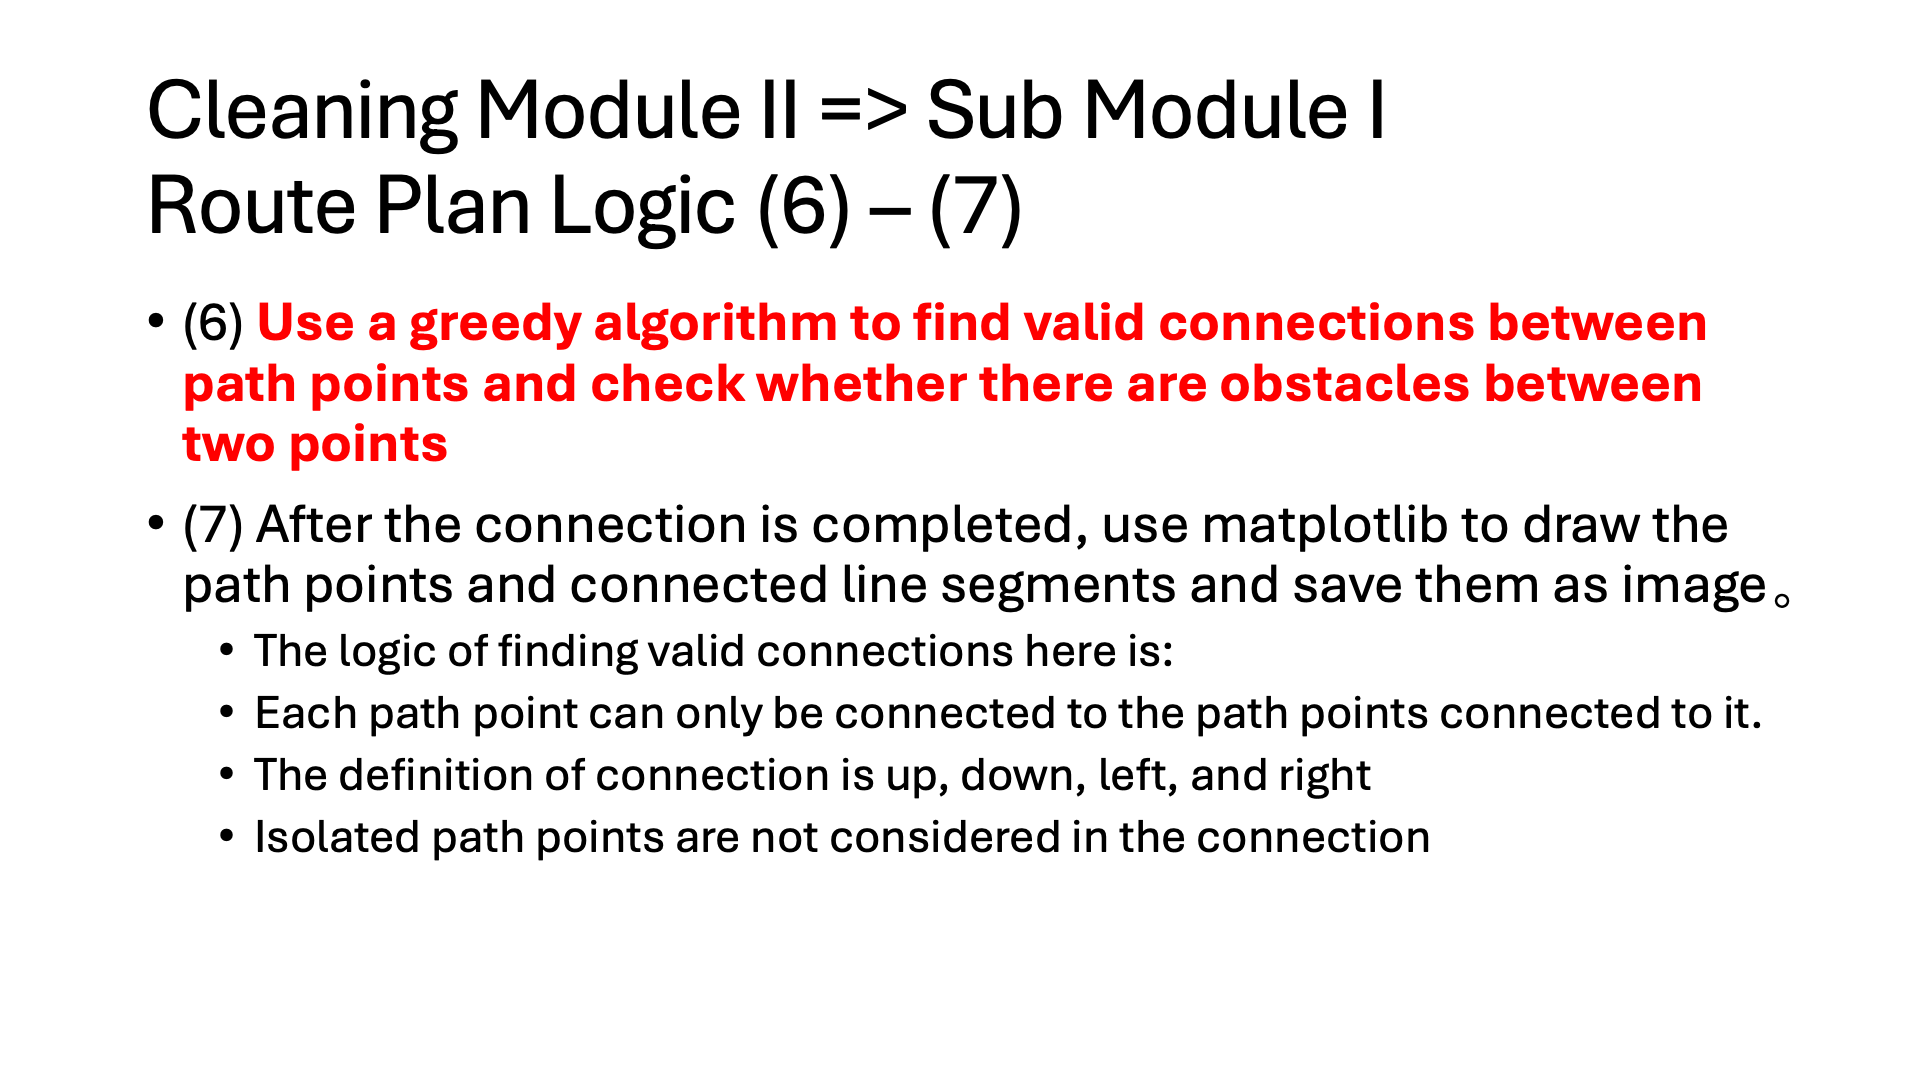 Cleaning Module II => Sub Module I
Route Plan Logic (6) – (7)
• (6) Use a greedy algorithm to find valid connections between
path points and check whether there are obstacles between
two points
• (7) After the connection is completed, use matplotlib to draw the
path points and connected line segments and save them as image。
• The logic of finding valid connections here is:
• Each path point can only be connected to the path points connected to it.
• The definition of connection is up, down, left, and right
• Isolated path points are not considered in the connection